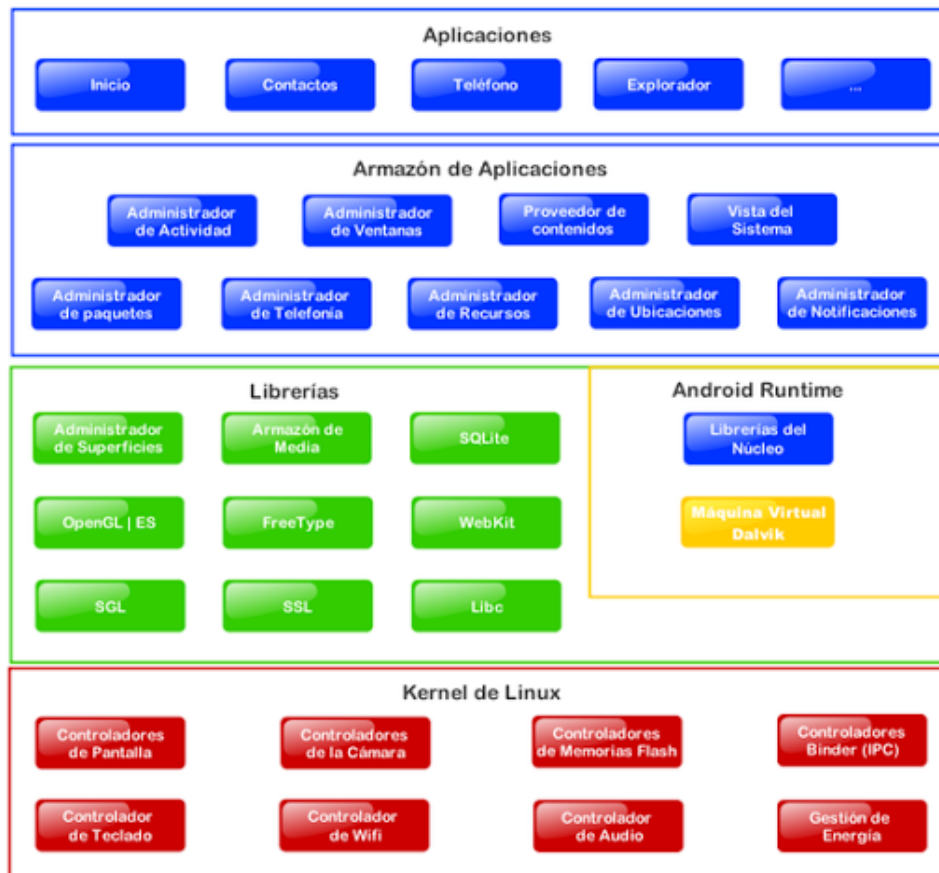 Aplicaciones
Inicio
Contactos
Teléfono
Explorador
...
Armazón de Aplicaciones
Administrador
de Actividad
Administrador
de Ventanas
Proveedor de
contenidos
Vista del
Sistema
Administrador
de paquetes
Administrador
de Telefonía
Administrador
de Recursos
Administrador
de Ubicaciones
Administrador
de Notificaciones
Librerías
Administrador
de Superficies
Armazón de
Media
SQLite
OpenGL | ES
FreeType
WebKit
SGL
SSL
Libc
Android Runtime
Librerías del
Núcleo
Máquina Virtual
Dalvik
Kernel de Linux
Controladores
de Pantalla
Controladores
de la Cámara
Controladores
de Memorias Flash
Controladores
Binder (IPC)
Controlador
de Teclado
Controlador
de Wifi
Controlador
de Audio
Gestión de
Energía